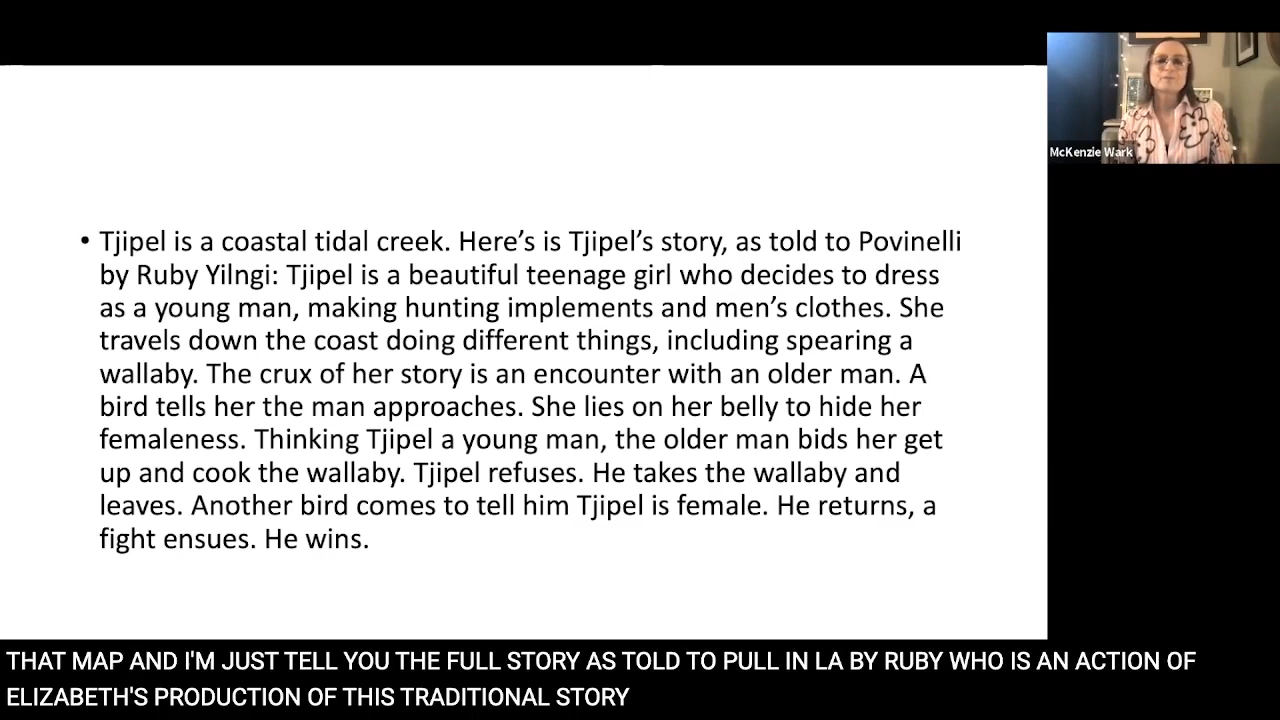 McKenzie Wark
• Tjipel is a coastal tidal creek. Here’s is Tjipel’s story, as told to Povinelli
by Ruby Yilngi: Tjipel is a beautiful teenage girl who decides to dress
as a young man, making hunting implements and men’s clothes. She
travels down the coast doing different things, including spearing a
wallaby. The crux of her story is an encounter with an older man. A
bird tells her the man approaches. She lies on her belly to hide her
femaleness. Thinking Tjipel a young man, the older man bids her get
up and cook the wallaby. Tjipel refuses. He takes the wallaby and
leaves. Another bird comes to tell him Tjipel is female. He returns, a
fight ensues. He wins.
THAT MAP AND I'M JUST TELL YOU THE FULL STORY AS TOLD TO PULL IN LA BY RUBY WHO IS AN ACTION OF
ELIZABETH'S PRODUCTION OF THIS TRADITIONAL STORY